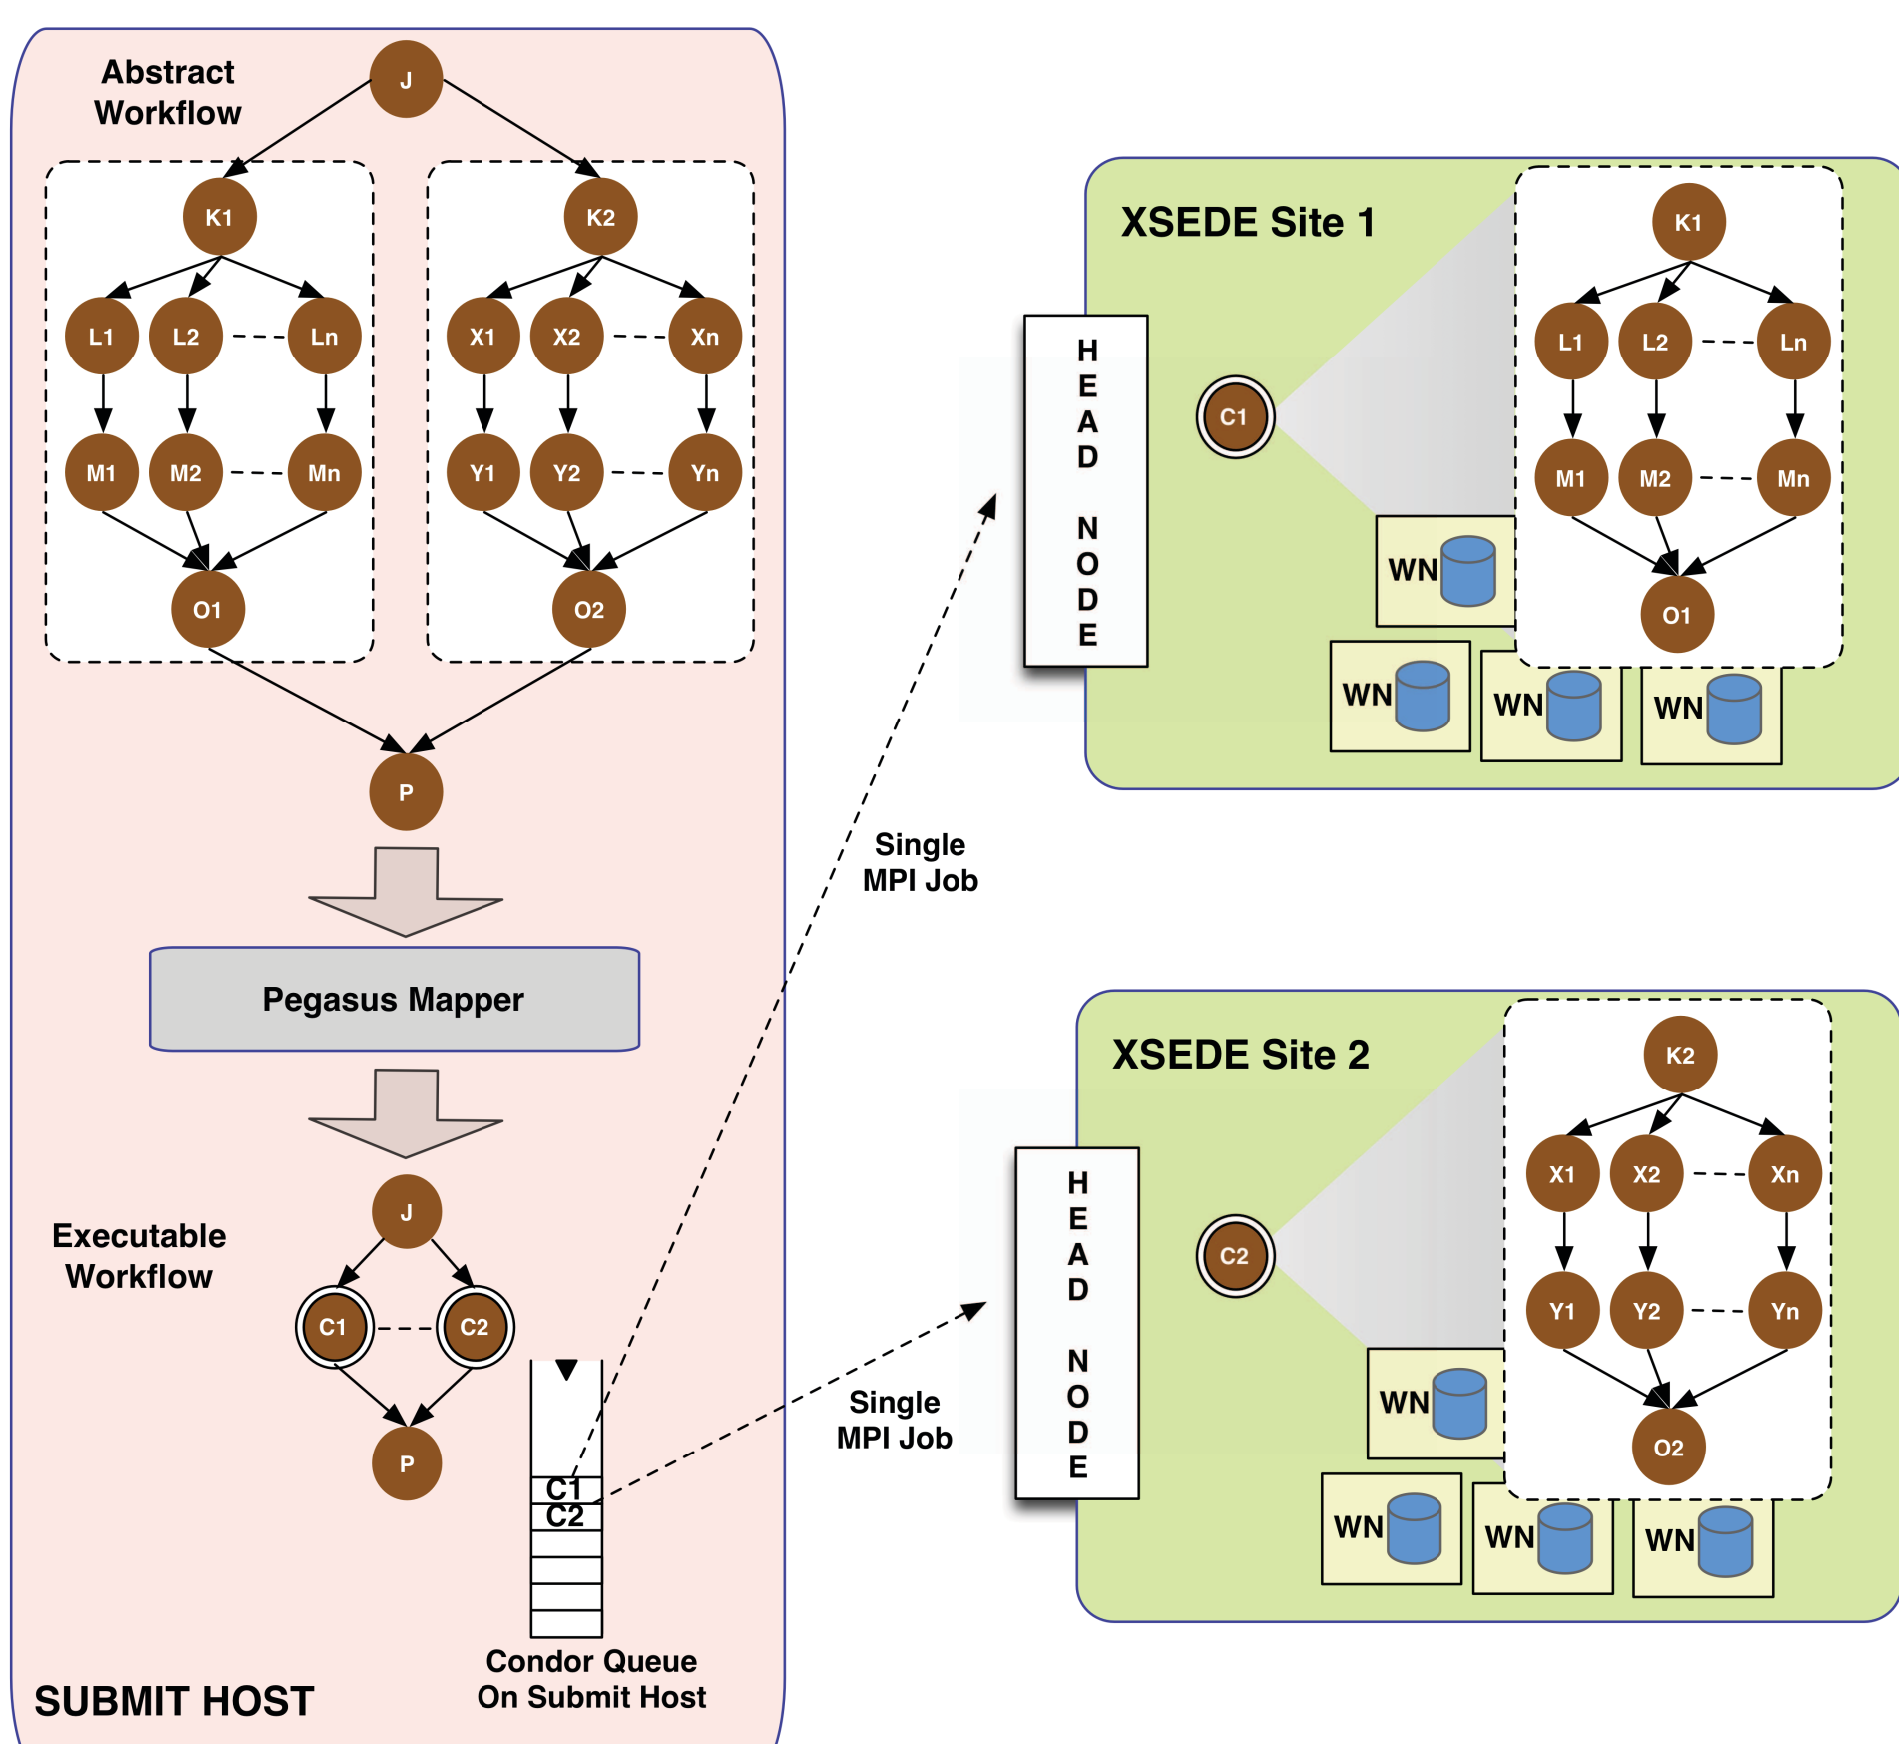 Abstract
Workflow
J
K1
K2
L1
L2
Ln
X1
X2
Xn
M1
M2
Mn
Y1
Y2
Yn
O1
O2
P
Pegasus Mapper
Executable
Workflow
J
C1
C2
P
C1
C2
Condor Queue
On Submit Host
SUBMIT HOST
Single
MPI Job
Single
MPI Job
XSEDE Site 1
HEAD NODE
C1
K1
L1
L2
Ln
M1
M2
Mn
O1
WN
WN
WN
WN
XSEDE Site 2
HEAD NODE
C2
K2
X1
X2
Xn
Y1
Y2
Yn
O2
WN
WN
WN
WN